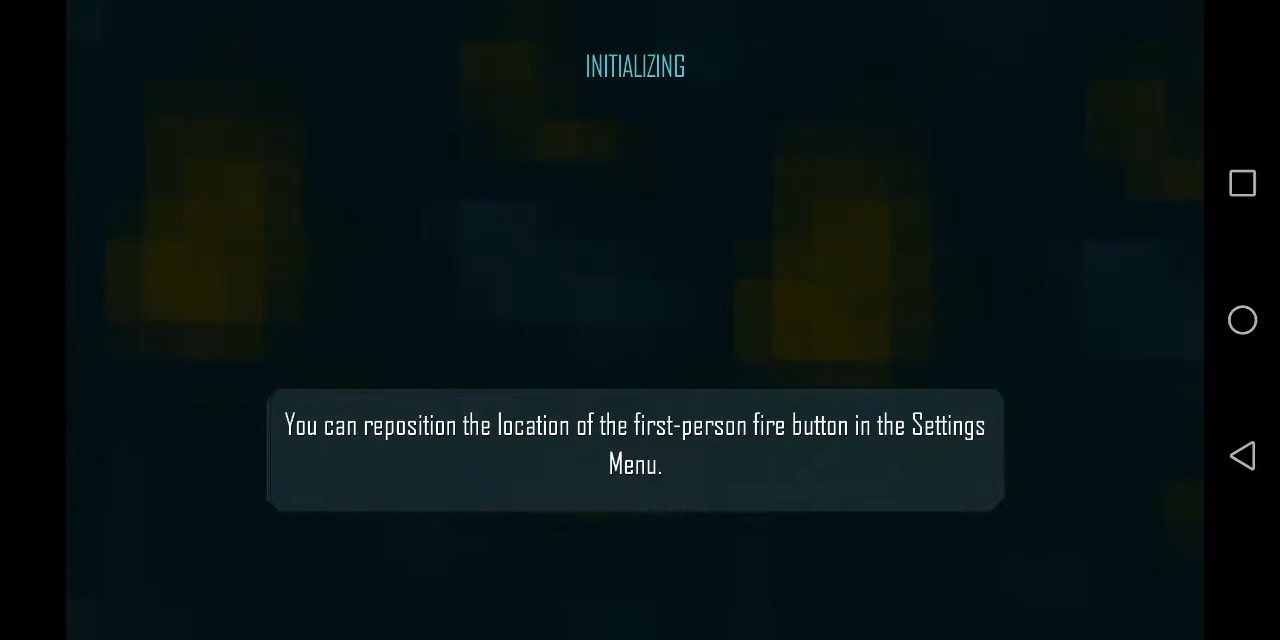 INITIALIZING
You can reposition the location of the first-person fire button in the Settings
Menu.